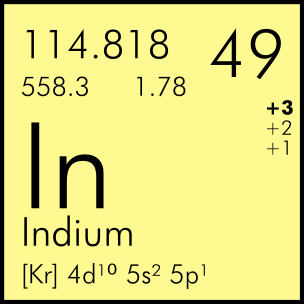 114.818 49
558.3 1.78
+3
+2
+1
In
Indium
[Kr] 4d¹⁰ 5s² 5p¹